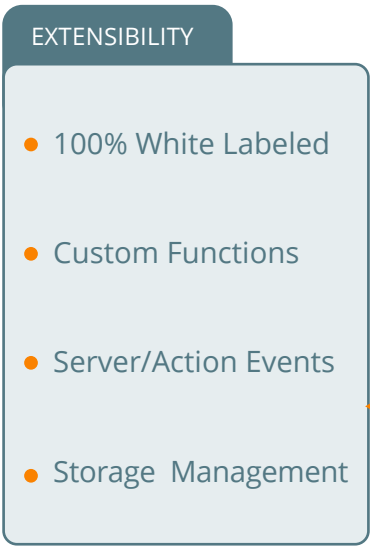 EXTENSIBILITY
100% White Labeled
Custom Functions
Server/Action Events
Storage Management